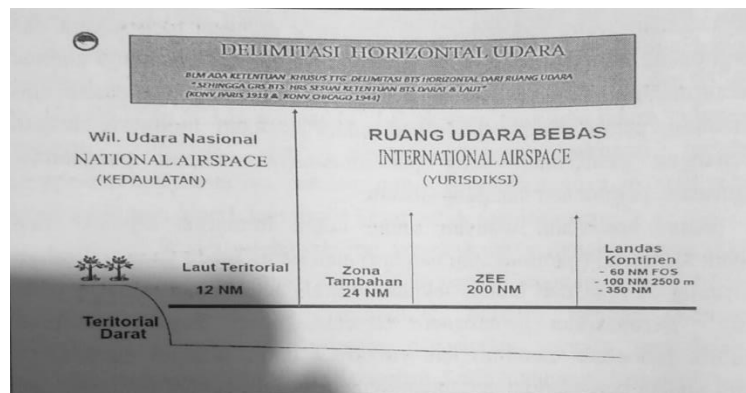 DELIMITASI HORIZONTAL UDARA
BLM ADA KETENTUAN KHUSUS TTG DELIMITASI BTS HORIZONTAL DARI RUANG UDARA
"SEHINGGA GRS BTS HRS SESUAI KETENTUAN BTS DARAT & LAUT"
(KONV PARIS 1919 & KONV CHICAGO 1944)
Wil. Udara Nasional
NATIONAL AIRSPACE
(KEDAULATAN)
RUANG UDARA BEBAS
INTERNATIONAL AIRSPACE
(YURISDIKSI)
Laut Teritorial
12 NM
Zona
Tambahan
24 NM
ZEE
200 NM
Landas
Kontinen
- 60 NM FOS
- 100 NM 2500 m
- 350 NM
Teritorial
Darat